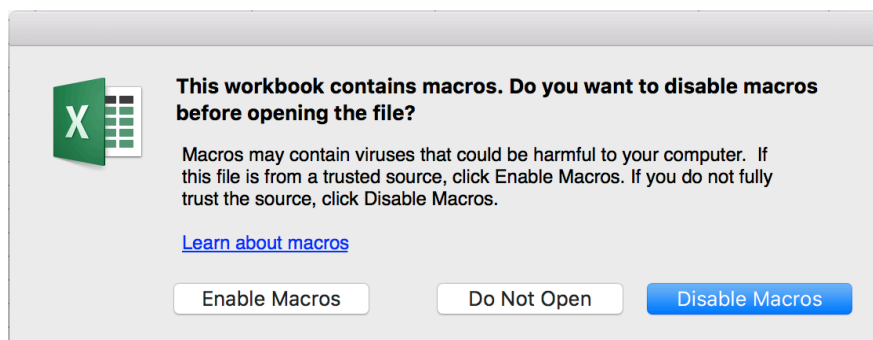 X
This workbook contains macros. Do you want to disable macros
before opening the file?
Macros may contain viruses that could be harmful to your computer.  If
this file is from a trusted source, click Enable Macros. If you do not fully
trust the source, click Disable Macros.
Learn about macros
Enable Macros
Do Not Open
Disable Macros